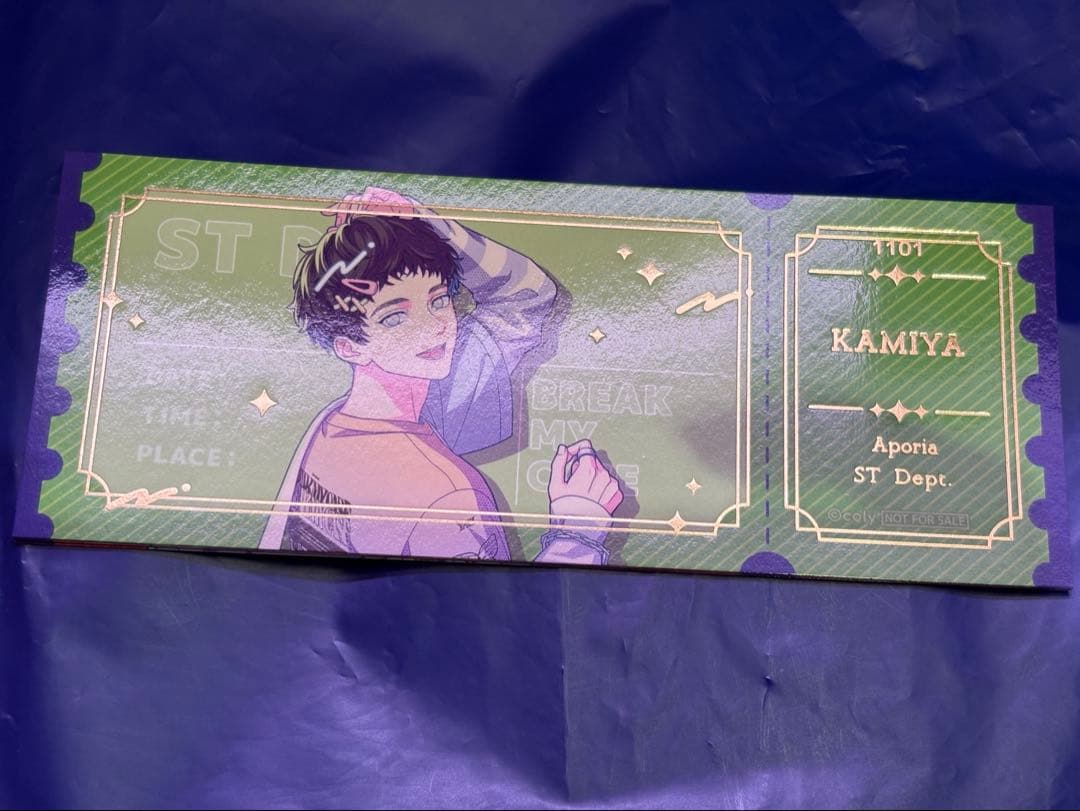 ST D
TIME:
PLACE:
BREAK
MY
1101
KAMIYA
Aporia
ST Dept.
©coly NOT FOR SALE